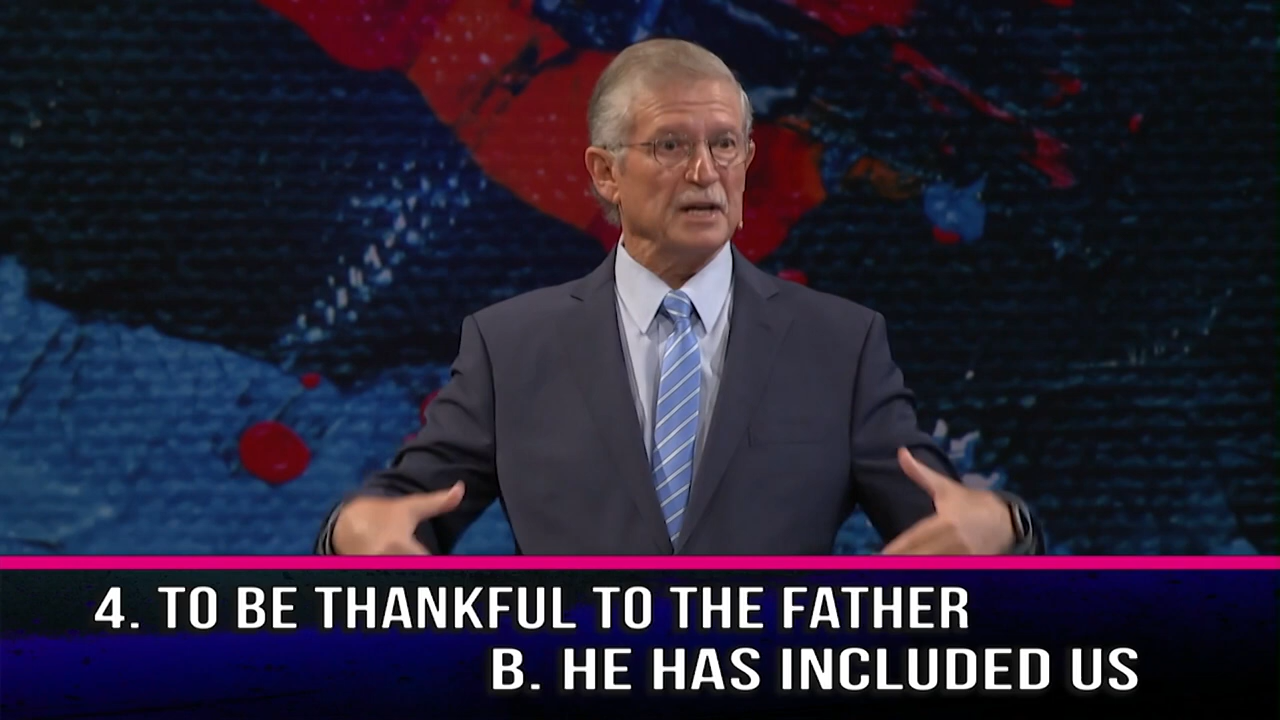 4. TO BE THANKFUL TO THE FATHER
B. HE HAS INCLUDED US